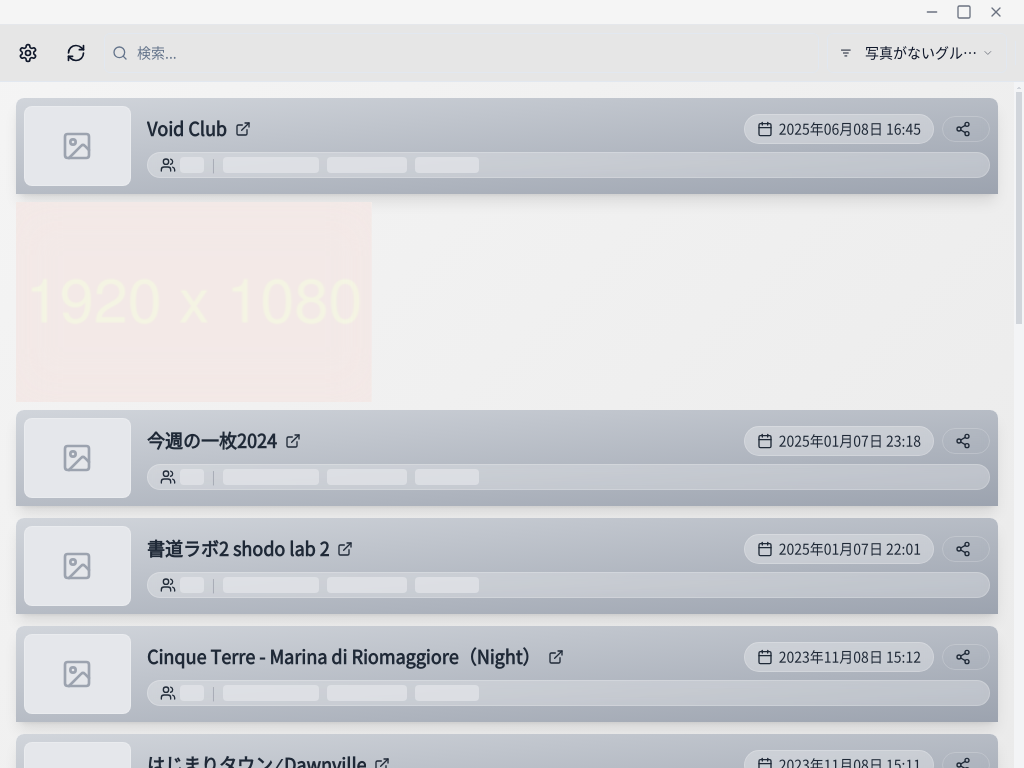 検索...
写真がないグル…
Void Club
2025年06月08日 16:45
1920 x 1080
今週の一枚2024
2025年01月07日 23:18
書道ラボ2 shodo lab 2
2025年01月07日 22:01
Cinque Terre - Marina di Riomaggiore（Night）
2023年11月08日 15:12
はじまりタウン⁄Dawnville
2023年11月08日 15:11